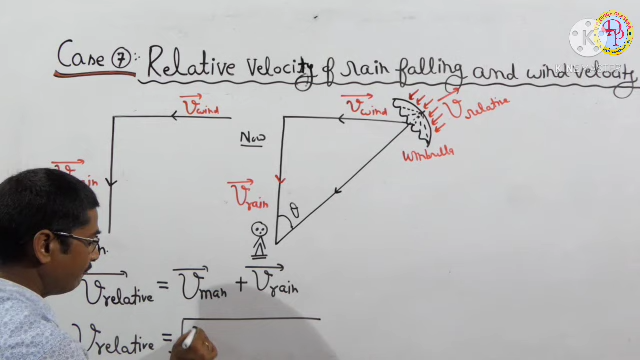 Case 7:- Relative Velocity of rain falling and wind velocity
V wind
V wind
V relative
Now
umbrella
V rain
θ
V relative = V man + V rain
V relative =